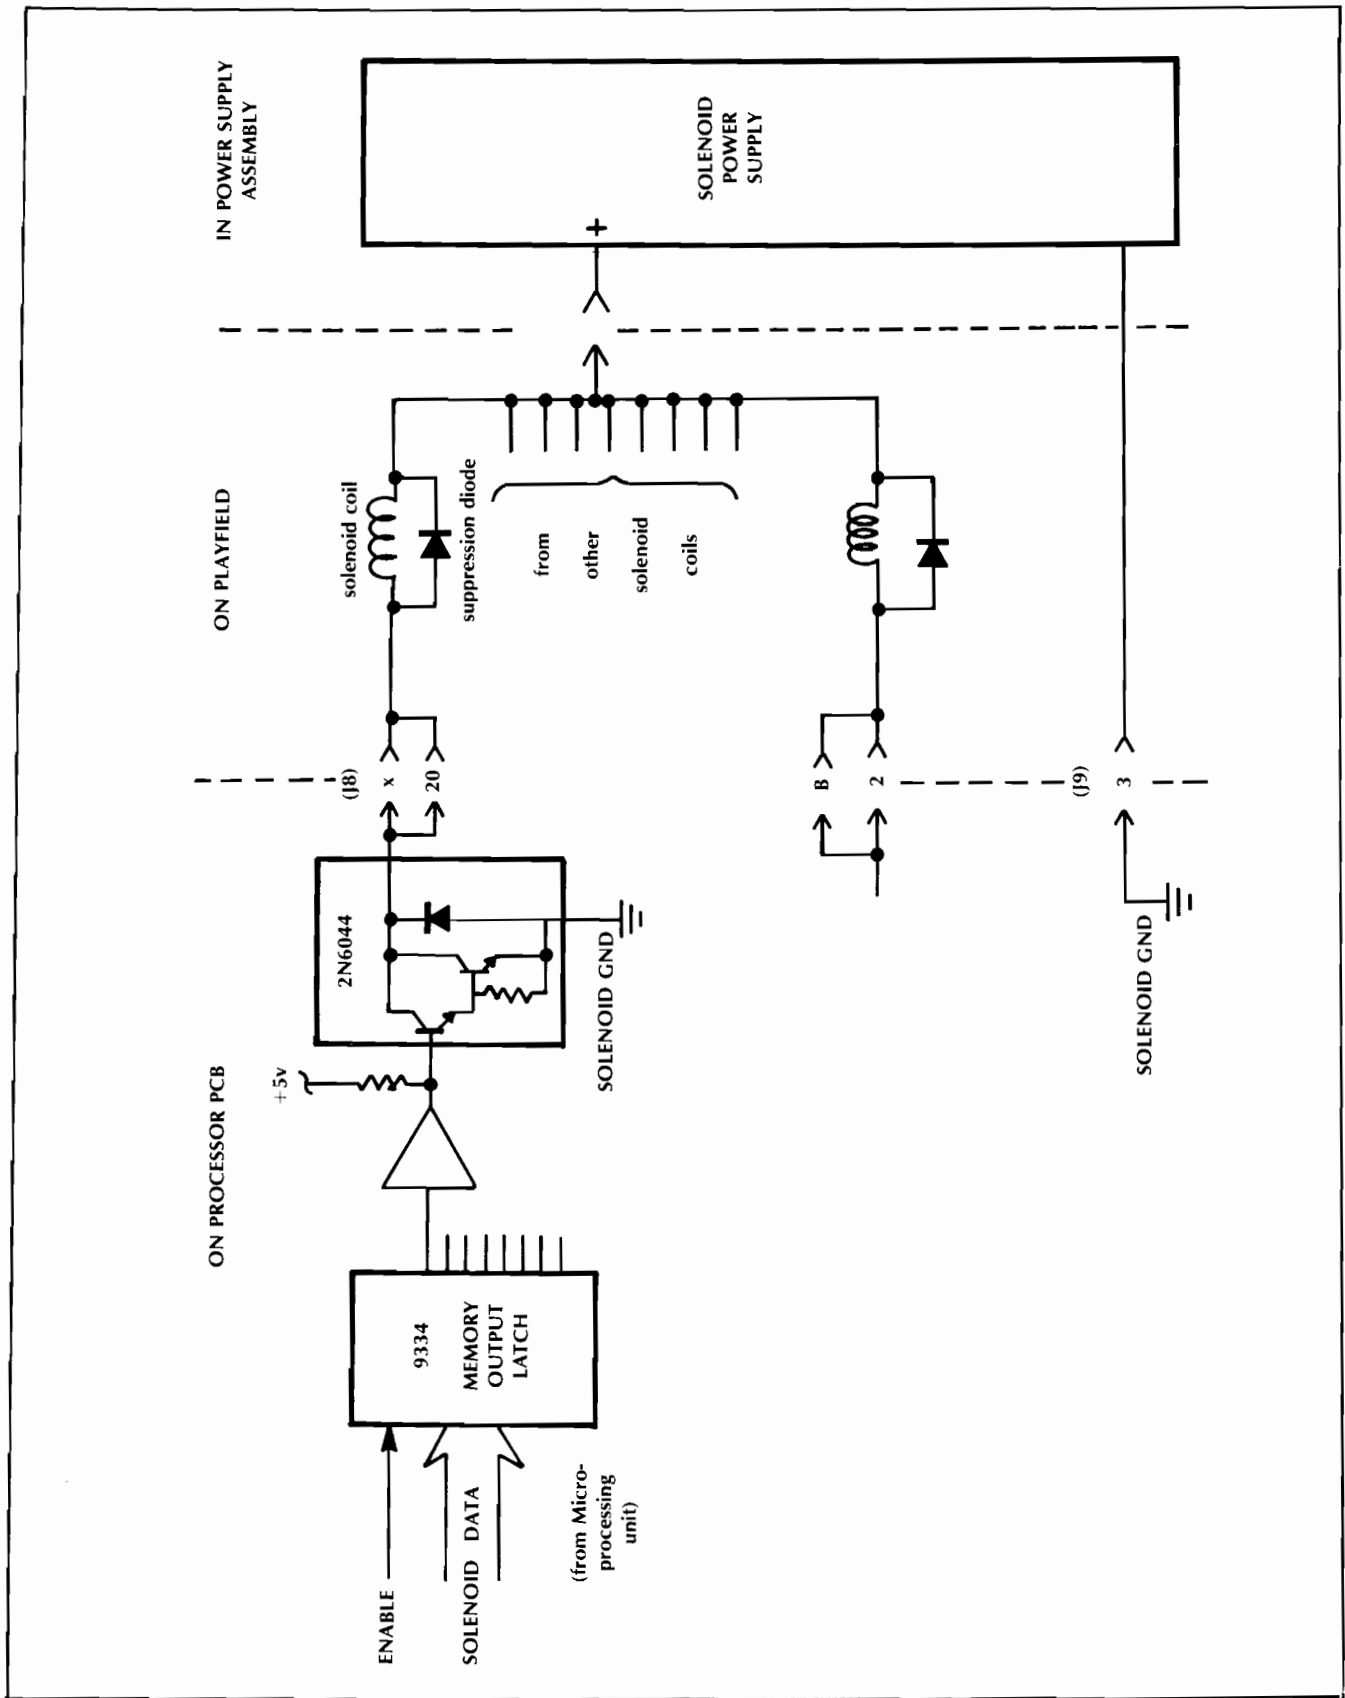 ON PROCESSOR PCB
ON PLAYFIELD
IN POWER SUPPLY
ASSEMBLY
ENABLE
SOLENOID DATA
(from Micro-
processing
unit)
9334
MEMORY
OUTPUT
LATCH
+5v
2N6044
SOLENOID GND
(J8)
x
20
solenoid coil
suppression diode
from
other
solenoid
coils
+
SOLENOID
POWER
SUPPLY
B
2
(J9)
3
SOLENOID GND